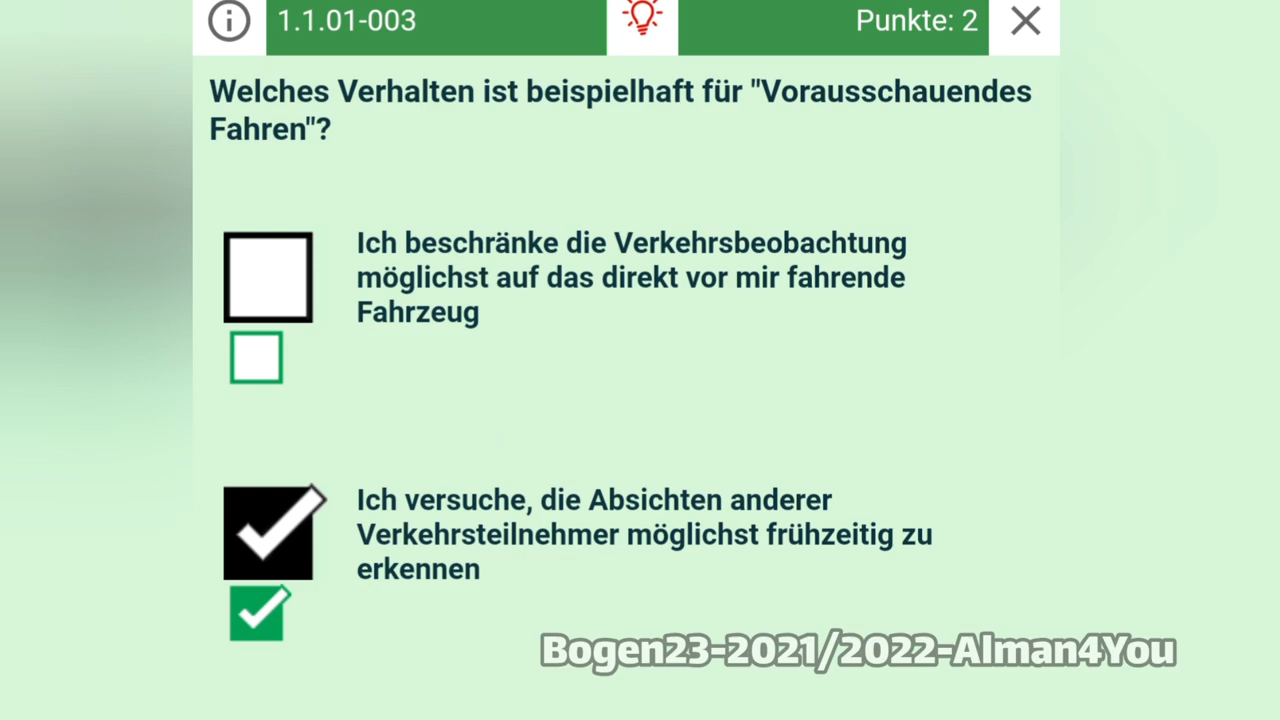 1.1.01-003
Punkte: 2
Welches Verhalten ist beispielhaft für "Vorausschauendes
Fahren"?
Ich beschränke die Verkehrsbeobachtung
möglichst auf das direkt vor mir fahrende
Fahrzeug
Ich versuche, die Absichten anderer
Verkehrsteilnehmer möglichst frühzeitig zu
erkennen
Bogen23-2021/2022-Alman4You